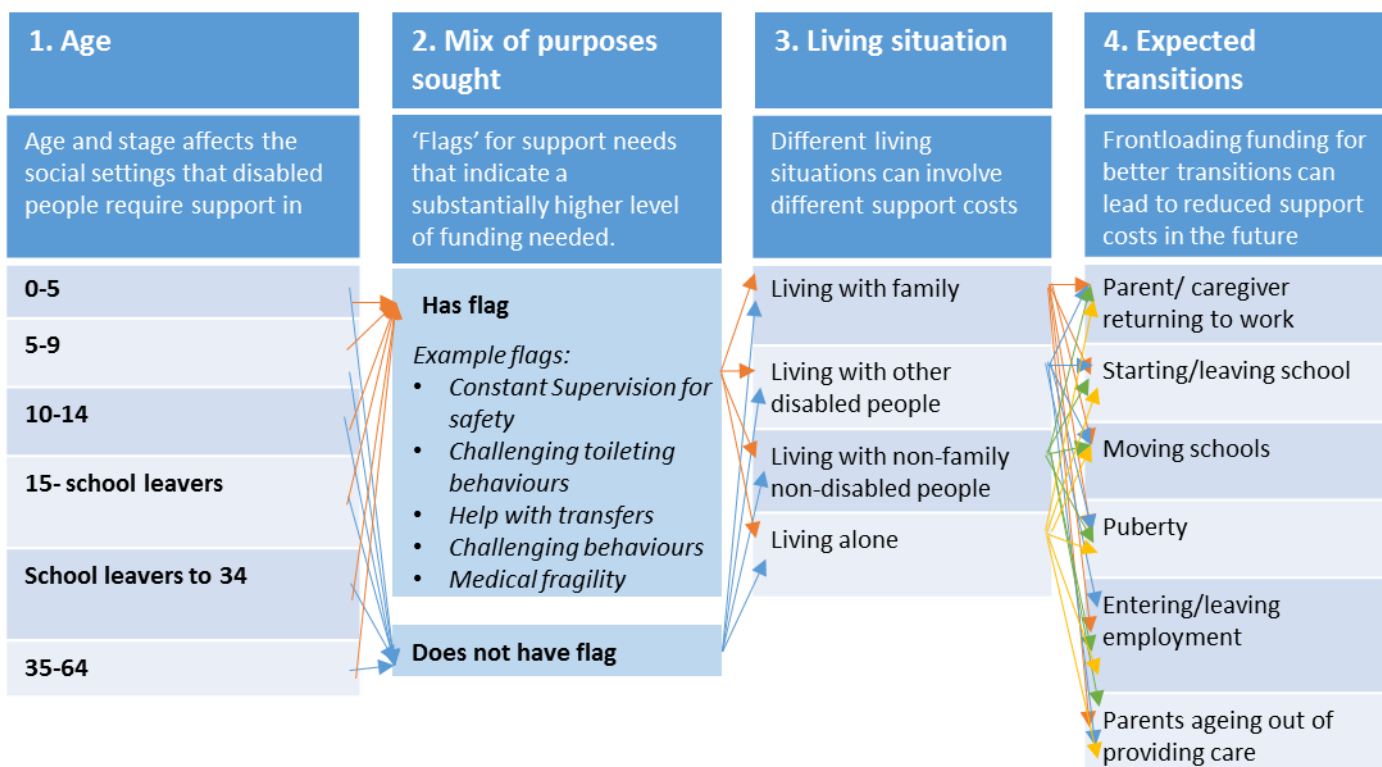 1. Age
Age and stage affects the
social settings that disabled
people require support in
0-5
5-9
10-14
15- school leavers
School leavers to 34
35-64
2. Mix of purposes
sought
‘Flags’ for support needs
that indicate a
substantially higher level
of funding needed.
Has flag
Example flags:
• Constant Supervision for
safety
• Challenging toileting
behaviours
• Help with transfers
• Challenging behaviours
• Medical fragility
Does not have flag
3. Living situation
Different living
situations can involve
different support costs
Living with family
Living with other
disabled people
Living with non-family
non-disabled people
Living alone
4. Expected
transitions
Frontloading funding for
better transitions can
lead to reduced support
costs in the future
Parent/ caregiver
returning to work
Starting/leaving school
Moving schools
Puberty
Entering/leaving
employment
Parents ageing out of
providing care